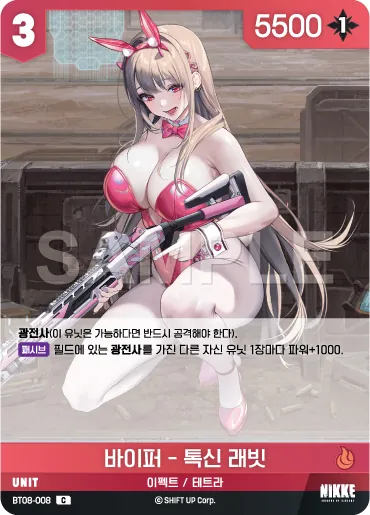 3
5500 1
SAMPLE
광전사(이 유닛은 가능하다면 반드시 공격해야 한다).
패시브 필드에 있는 광전사를 가진 다른 자신 유닛 1장마다 파워+1000.
바이퍼 - 톡신 래빗
UNIT
이펙트 / 테트라
NIKKE
BT08-008 C
©SHIFT UP Corp.